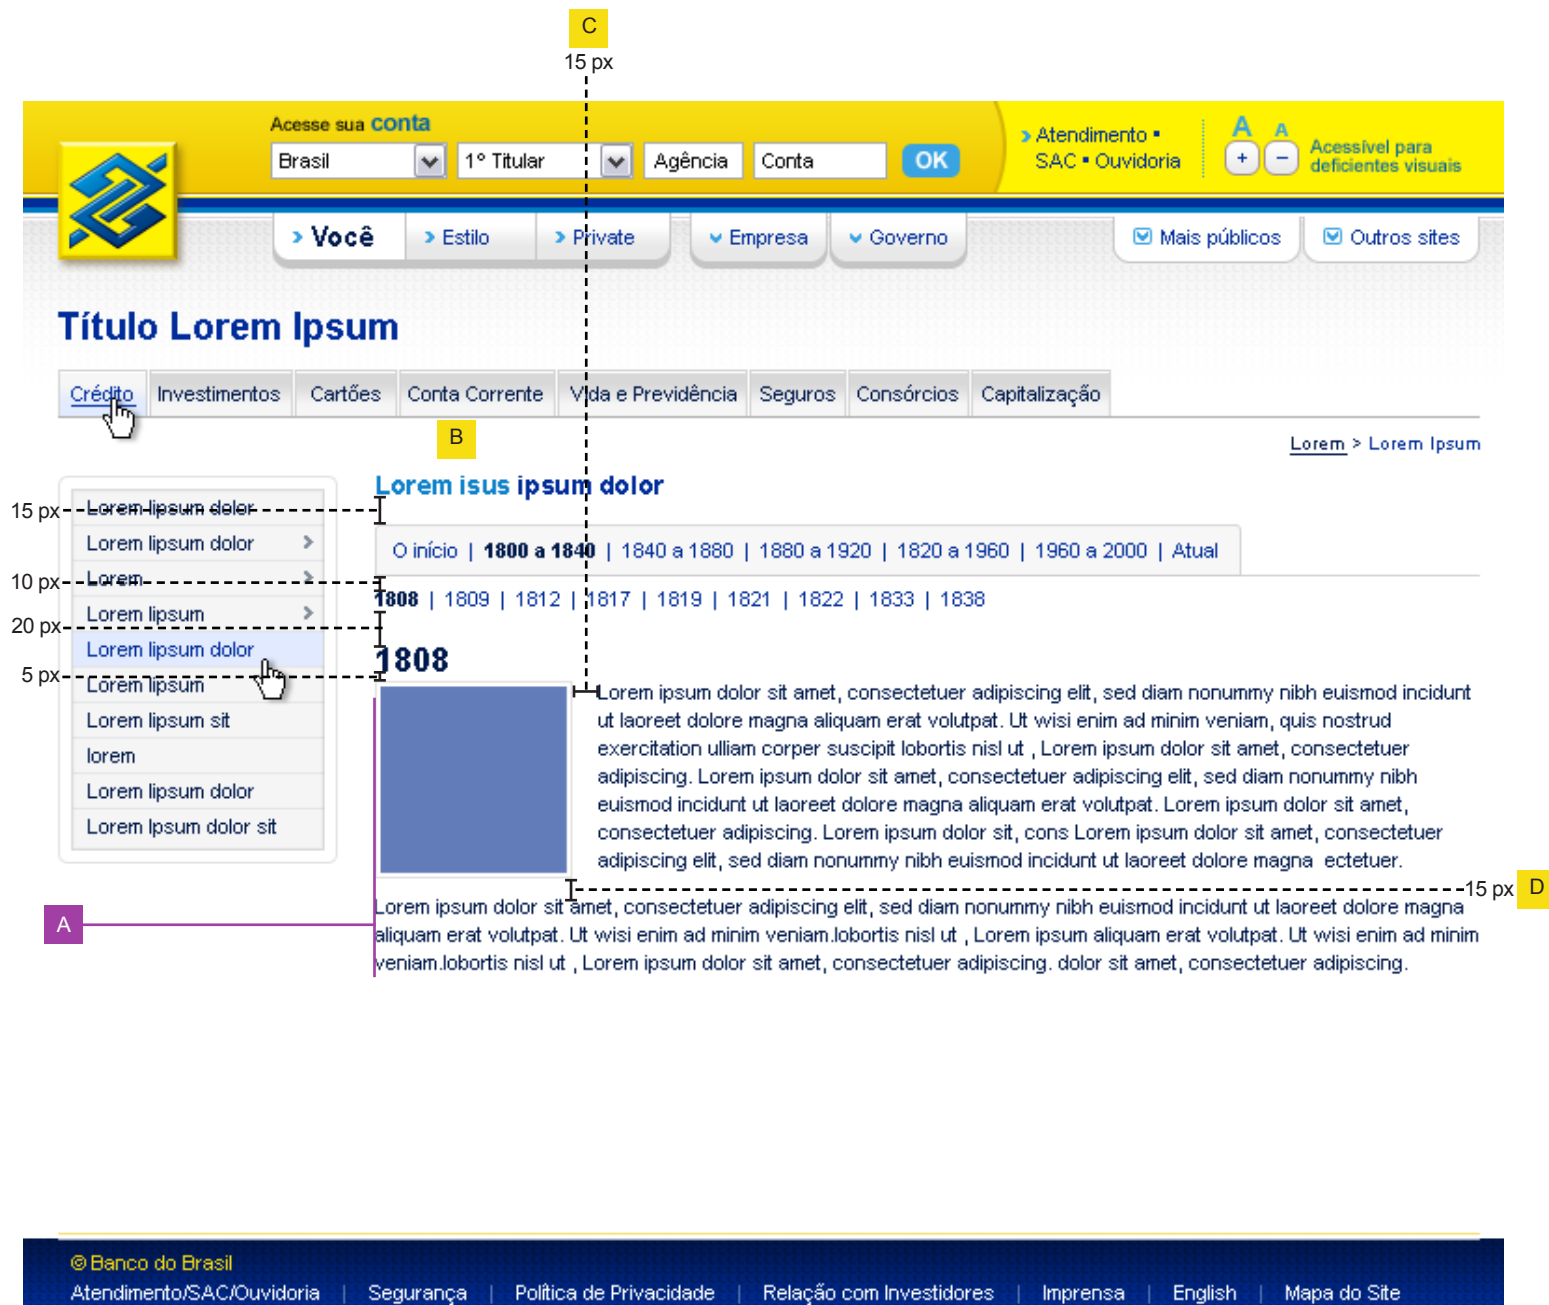 C
15 px
Acesse sua conta
Brasil 1º Titular Agência Conta OK
Atendimento ▪
SAC ▪ Ouvidoria
A A
+ −
Acessível para
deficientes visuais
Você Estilo Private Empresa Governo Mais públicos Outros sites
Título Lorem Ipsum
Crédito Investimentos Cartões Conta Corrente Vida e Previdência Seguros Consórcios Capitalização
B
Lorem > Lorem Ipsum
15 px
10 px
20 px
5 px
Lorem lipsum dolor
Lorem lipsum dolor
Lorem
Lorem lipsum
Lorem lipsum dolor
Lorem lipsum
Lorem lipsum sit
lorem
Lorem lipsum dolor
Lorem Ipsum dolor sit
Lorem isus ipsum dolor
O início | 1800 a 1840 | 1840 a 1880 | 1880 a 1920 | 1820 a 1960 | 1960 a 2000 | Atual
1808 | 1809 | 1812 | 1817 | 1819 | 1821 | 1822 | 1833 | 1838
1808
Lorem ipsum dolor sit amet, consectetuer adipiscing elit, sed diam nonummy nibh euismod incidunt
ut laoreet dolore magna aliquam erat volutpat. Ut wisi enim ad minim veniam, quis nostrud
exercitation ulliam corper suscipit lobortis nisl ut , Lorem ipsum dolor sit amet, consectetuer
adipiscing. Lorem ipsum dolor sit amet, consectetuer adipiscing elit, sed diam nonummy nibh
euismod incidunt ut laoreet dolore magna aliquam erat volutpat. Lorem ipsum dolor sit amet,
consectetuer adipiscing. Lorem ipsum dolor sit, cons Lorem ipsum dolor sit amet, consectetuer
adipiscing elit, sed diam nonummy nibh euismod incidunt ut laoreet dolore magna ectetuer.
15 px D
A
Lorem ipsum dolor sit amet, consectetuer adipiscing elit, sed diam nonummy nibh euismod incidunt ut laoreet dolore magna
aliquam erat volutpat. Ut wisi enim ad minim veniam.lobortis nisl ut , Lorem ipsum aliquam erat volutpat. Ut wisi enim ad minim
veniam.lobortis nisl ut , Lorem ipsum dolor sit amet, consectetuer adipiscing. dolor sit amet, consectetuer adipiscing.
© Banco do Brasil
Atendimento/SAC/Ouvidoria | Segurança | Política de Privacidade | Relação com Investidores | Imprensa | English | Mapa do Site